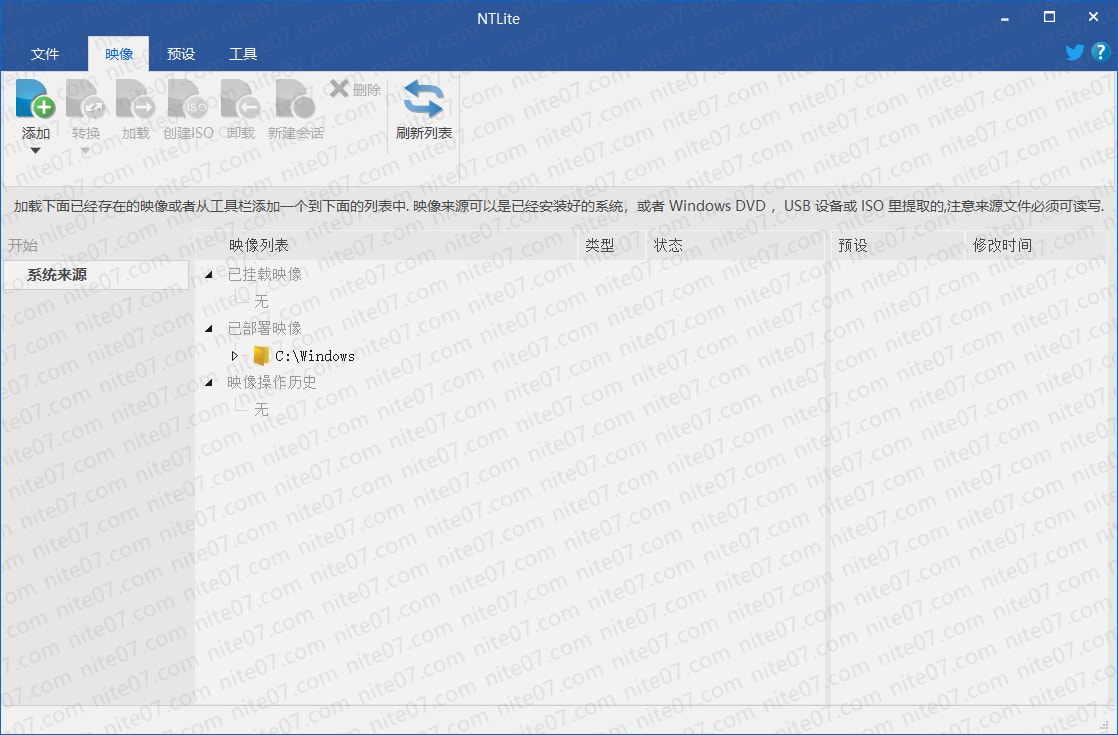 NTLite
文件 映像 预设 工具
添加 转换 加载 创建ISO 卸载 新建会话 删除 刷新列表
加载下面已经存在的映像或者从工具栏添加一个到下面的列表中. 映像来源可以是已经安装好的系统，或者 Windows DVD ，USB 设备或 ISO 里提取的,注意来源文件必须可读写.
开始 映像列表 类型 状态 预设 修改时间
系统来源
已挂载映像
无
已部署映像
C:\Windows
映像操作历史
无
nite07.com